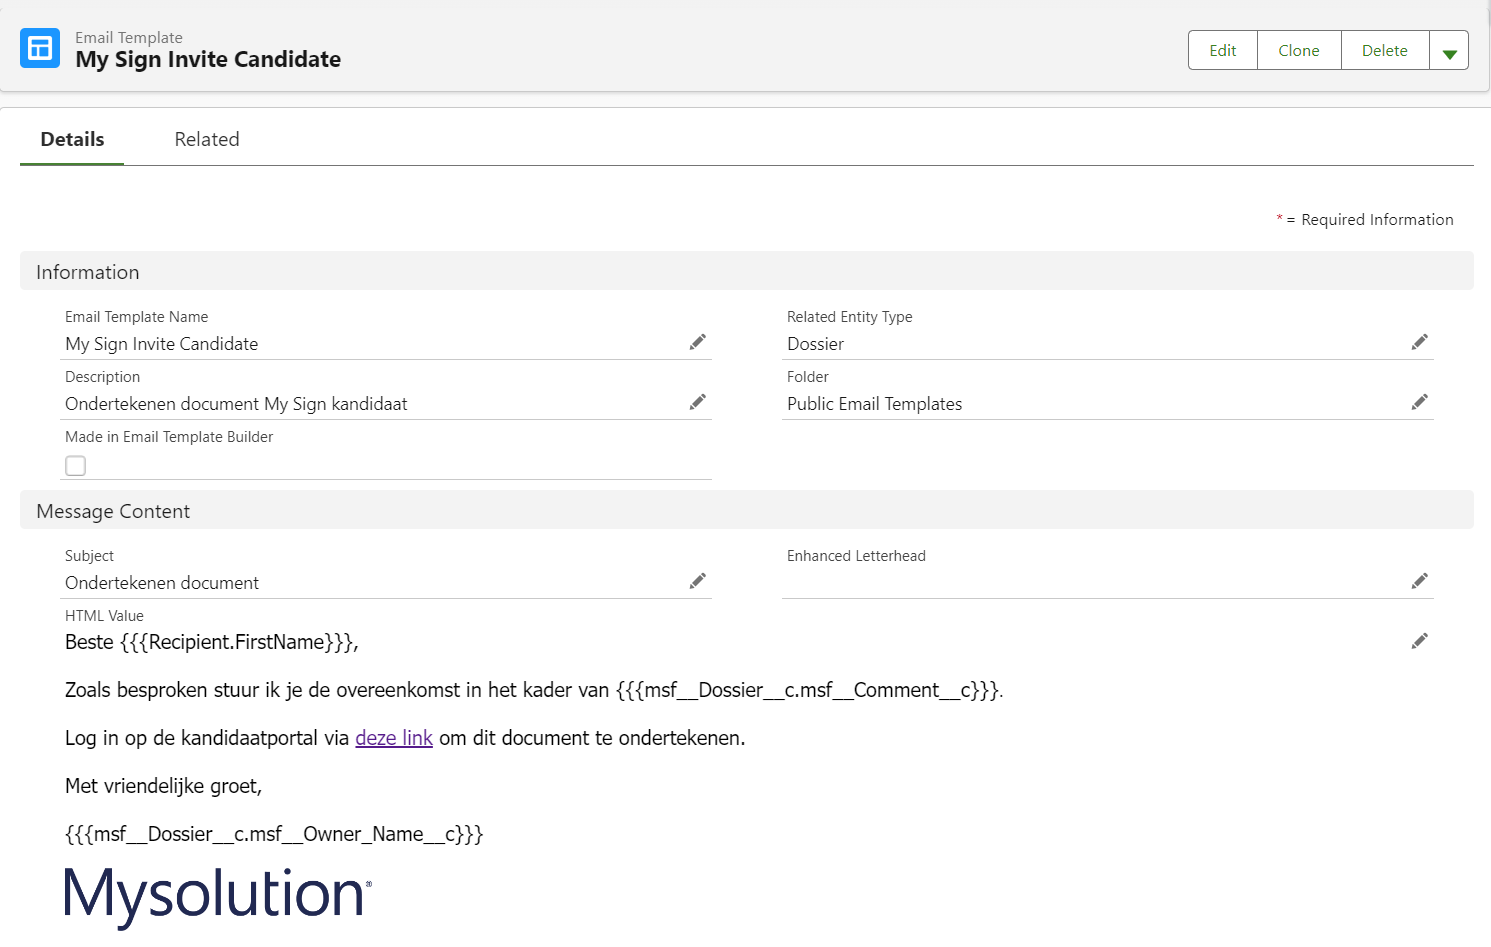 Email Template
My Sign Invite Candidate
Edit
Clone
Delete
Details
Related
* = Required Information
Information
Email Template Name
My Sign Invite Candidate
Related Entity Type
Dossier
Description
Ondertekenen document My Sign kandidaat
Folder
Public Email Templates
Made in Email Template Builder
Message Content
Subject
Ondertekenen document
Enhanced Letterhead
HTML Value
Beste {{{Recipient.FirstName}}},
Zoals besproken stuur ik je de overeenkomst in het kader van {{{msf__Dossier__c.msf__Comment__c}}}.
Log in op de kandidaatportal via deze link om dit document te ondertekenen.
Met vriendelijke groet,
{{{msf__Dossier__c.msf__Owner_Name__c}}}
Mysolution®